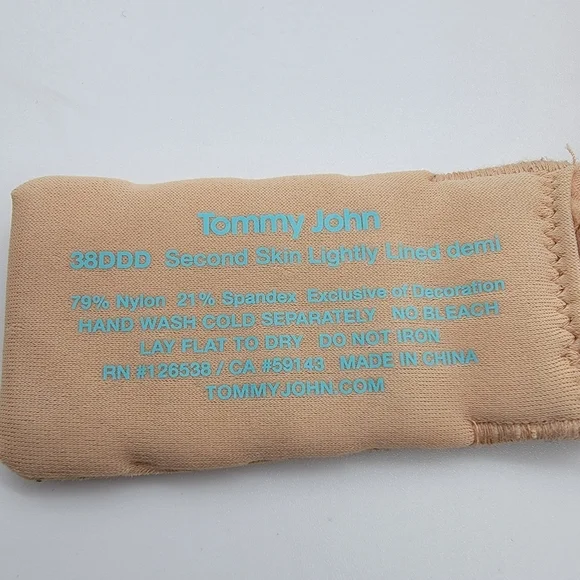 Tommy John
38DDD Second Skin Lightly Lined demi
79% Nylon 21% Spandex Exclusive of Decoration
HAND WASH COLD SEPARATELY NO BLEACH
LAY FLAT TO DRY DO NOT IRON
RN #126538 / CA #59143 MADE IN CHINA
TOMMYJOHN.COM